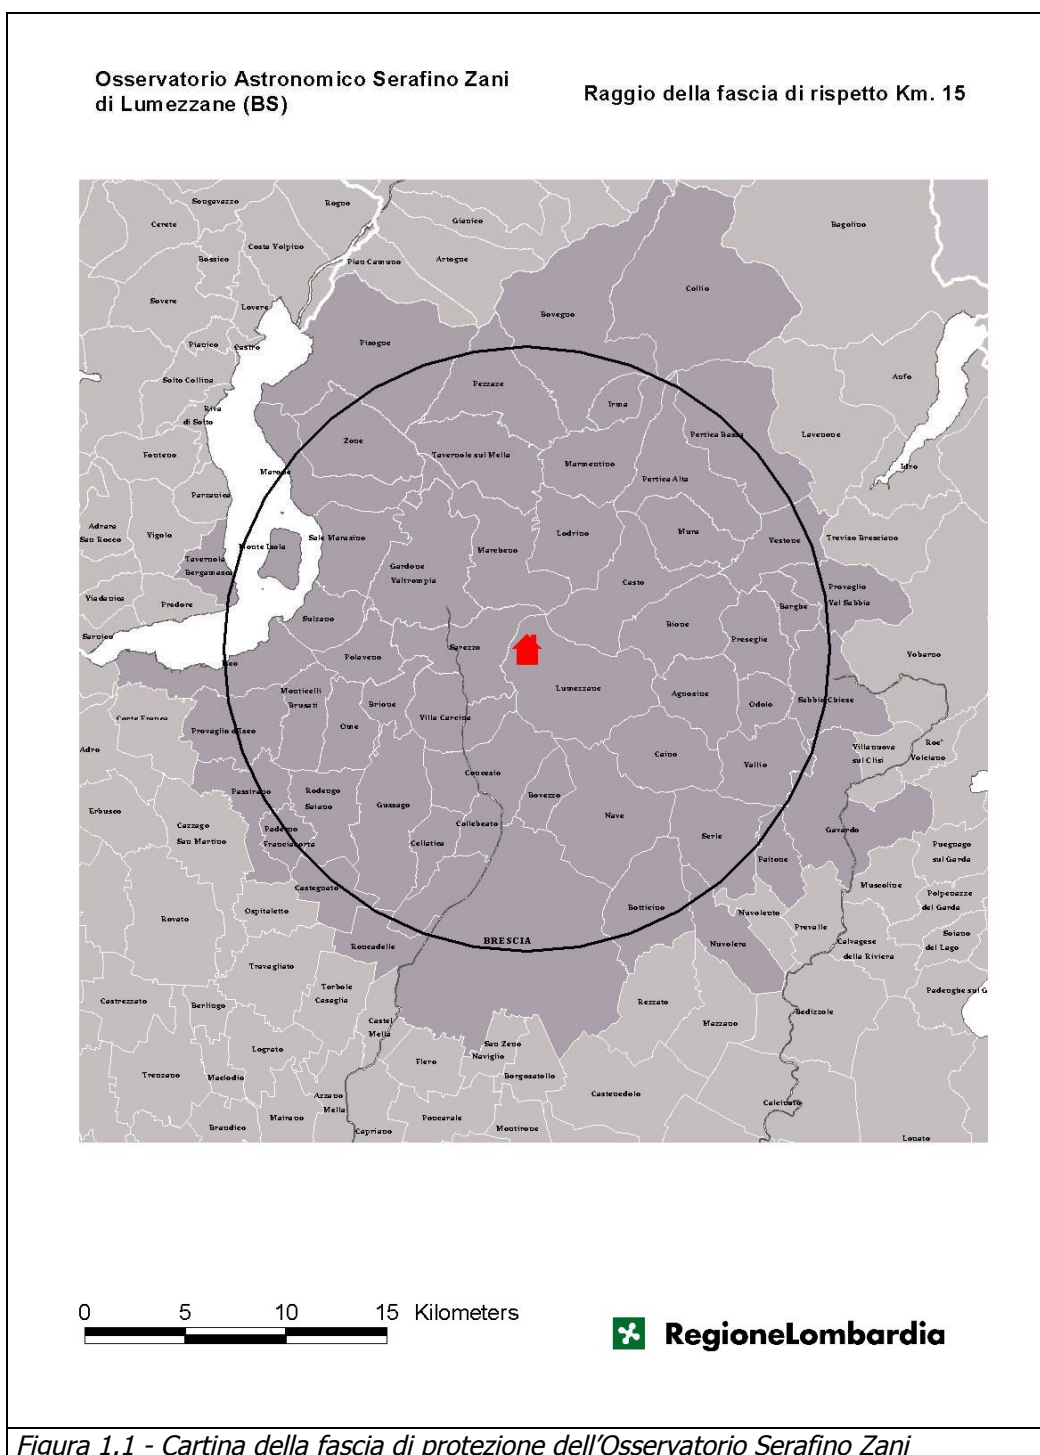 Osservatorio Astronomico Serafino Zani
di Lumezzane (BS)
Raggio della fascia di rispetto Km. 15
Songavazzo
Rogno
Cerete
Gianico
Bagolino
Costa Volpino
Bossico
Pian Camuno
Artogne
Collio
Sovere
Lovere
Bovegno
Pianico
Castro
Pisogne
Solto Collina
Pezzaze
Anfo
Riva
di Solto
Irma
Zone
Pertica Bassa
Lavenone
Fonteno
Tavernole sul Mella
Marmentino
Marone
Idro
Pertica Alta
Parzanica
Adrara
San Rocco
Vigolo
Sale Marasino
Lodrino
Mura
Vestone
Treviso Bresciano
Monte Isola
Marcheno
Tavernola
Bergamasca
Gardone
Valtrompia
Casto
Provaglio
Val Sabbia
Viadanica
Predore
Barghe
Sulzano
Bione
Preseglie
Sarnico
Sarezzo
Polaveno
Iseo
Vobarno
Monticelli
Brusati
Lumezzane
Agnosine
Odolo
Sabbio Chiese
Brione
Corte Franca
Provaglio d'Iseo
Ome
Villa Carcina
Adro
Caino
Vallio
Villanuova
sul Clisi
Roe'
Volciano
Concesio
Passirano
Rodengo
Saiano
Bovezzo
Erbusco
Gussago
Nave
Cazzago
San Martino
Paderno
Franciacorta
Collebeato
Cellatica
Serle
Gavardo
Paitone
Puegnago
sul Garda
Castegnato
Muscoline
Polpenazze
del Garda
Ospitaletto
Botticino
Nuvolento
Rovato
Prevalle
Soiano
del Lago
Roncadelle
BRESCIA
Nuvolera
Calvagese
della Riviera
Travagliato
Castrezzato
Berlingo
Torbole
Casaglia
Rezzato
Padenghe sul G
Bedizzole
Castel
Mella
Mazzano
Lograto
San Zeno
Naviglio
Flero
Trenzano
Maclodio
Borgosatollo
Azzano
Mella
Castenedolo
Calcinato
Mairano
Poncarale
Brandico
Capriano
Montirone
Lonato
0 5 10 15 Kilometers
RegioneLombardia
Figura 1.1 - Cartina della fascia di protezione dell'Osservatorio Serafino Zani